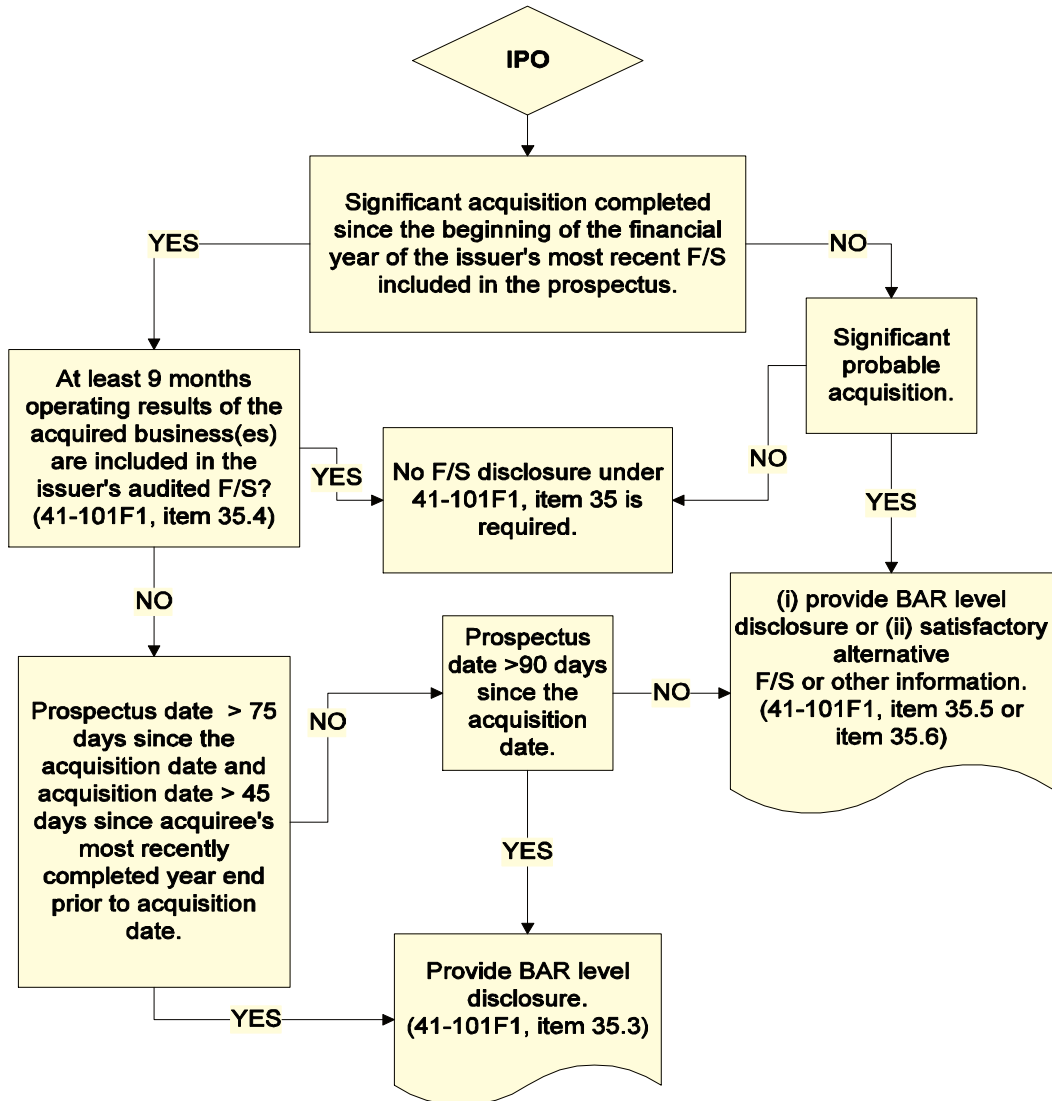 IPO
Significant acquisition completed
since the beginning of the financial
year of the issuer's most recent F/S
included in the prospectus.
YES
NO
At least 9 months
operating results of the
acquired business(es)
are included in the
issuer's audited F/S?
(41-101F1, item 35.4)
Significant
probable
acquisition.
YES
No F/S disclosure under
41-101F1, item 35 is
required.
NO
YES
NO
Prospectus date > 75
days since the
acquisition date and
acquisition date > 45
days since acquiree's
most recently
completed year end
prior to acquisition
date.
NO
Prospectus
date >90 days
since the
acquisition
date.
NO
(i) provide BAR level
disclosure or (ii) satisfactory
alternative
F/S or other information.
(41-101F1, item 35.5 or
item 35.6)
YES
YES
Provide BAR level
disclosure.
(41-101F1, item 35.3)